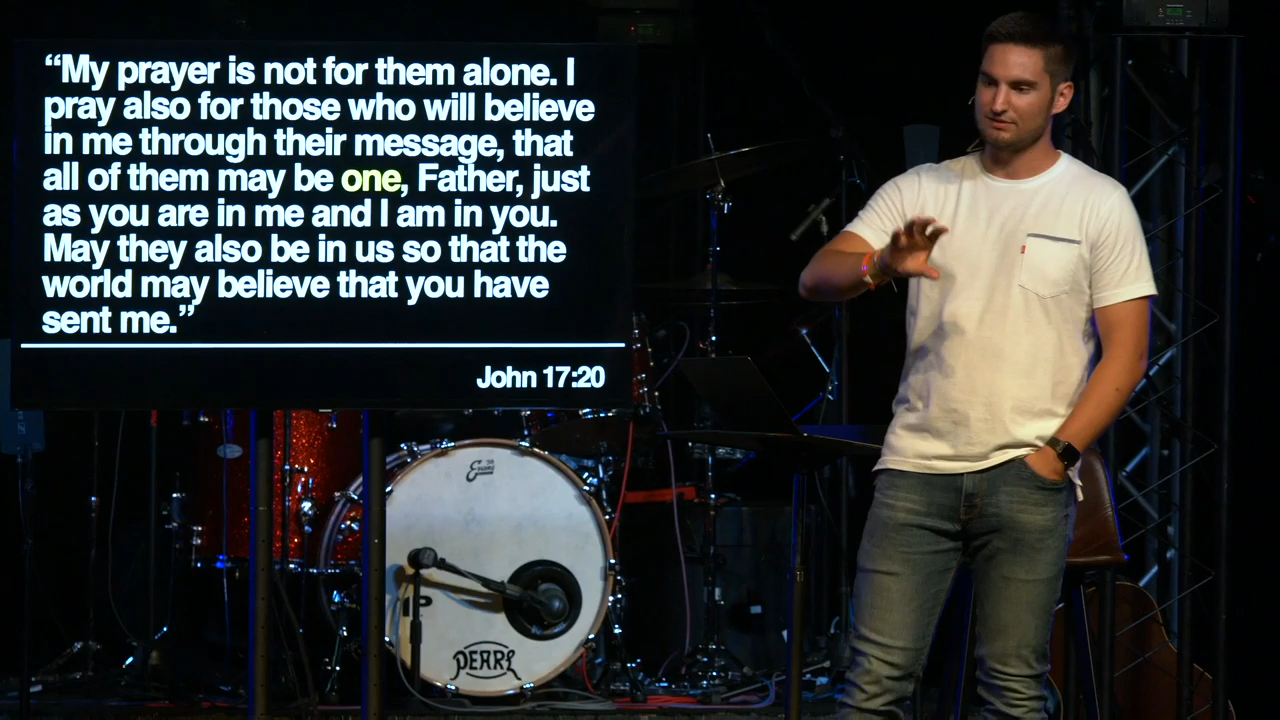 “My prayer is not for them alone. I
pray also for those who will believe
in me through their message, that
all of them may be one, Father, just
as you are in me and I am in you.
May they also be in us so that the
world may believe that you have
sent me.”
John 17:20
Evans
PEARL